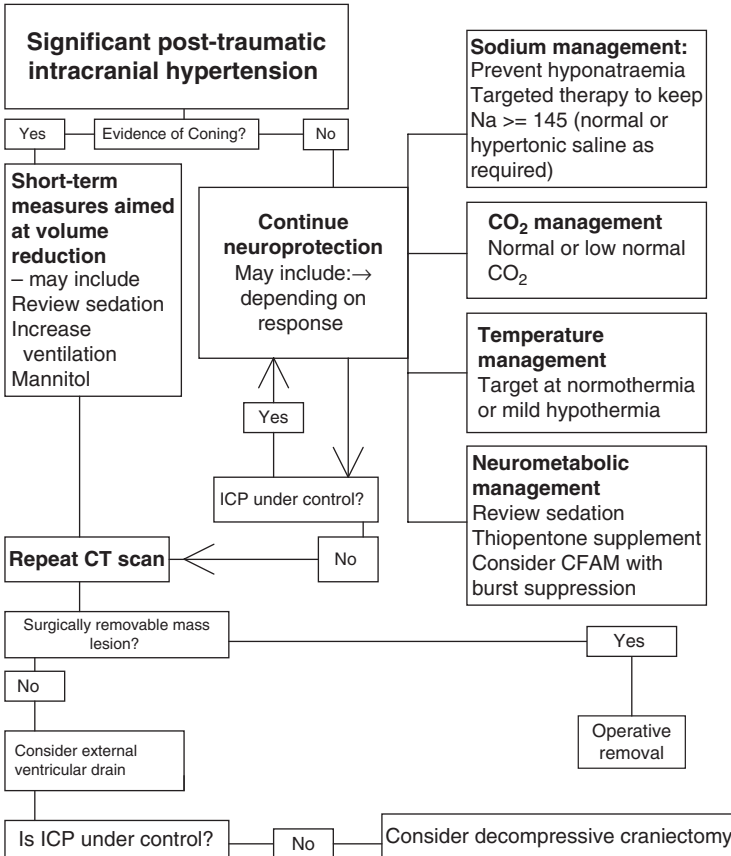 Significant post-traumatic
intracranial hypertension
Yes
Evidence of Coning?
No
Short-term
measures aimed
at volume
reduction
– may include
Review sedation
Increase
ventilation
Mannitol
Continue
neuroprotection
May include:→
depending on
response
Sodium management:
Prevent hyponatraemia
Targeted therapy to keep
Na >= 145 (normal or
hypertonic saline as
required)
CO₂ management
Normal or low normal
CO₂
Temperature
management
Target at normothermia
or mild hypothermia
Neurometabolic
management
Review sedation
Thiopentone supplement
Consider CFAM with
burst suppression
Yes
ICP under control?
No
Repeat CT scan
Surgically removable mass
lesion?
Yes
No
Operative
removal
Consider external
ventricular drain
Is ICP under control?
No
Consider decompressive craniectomy